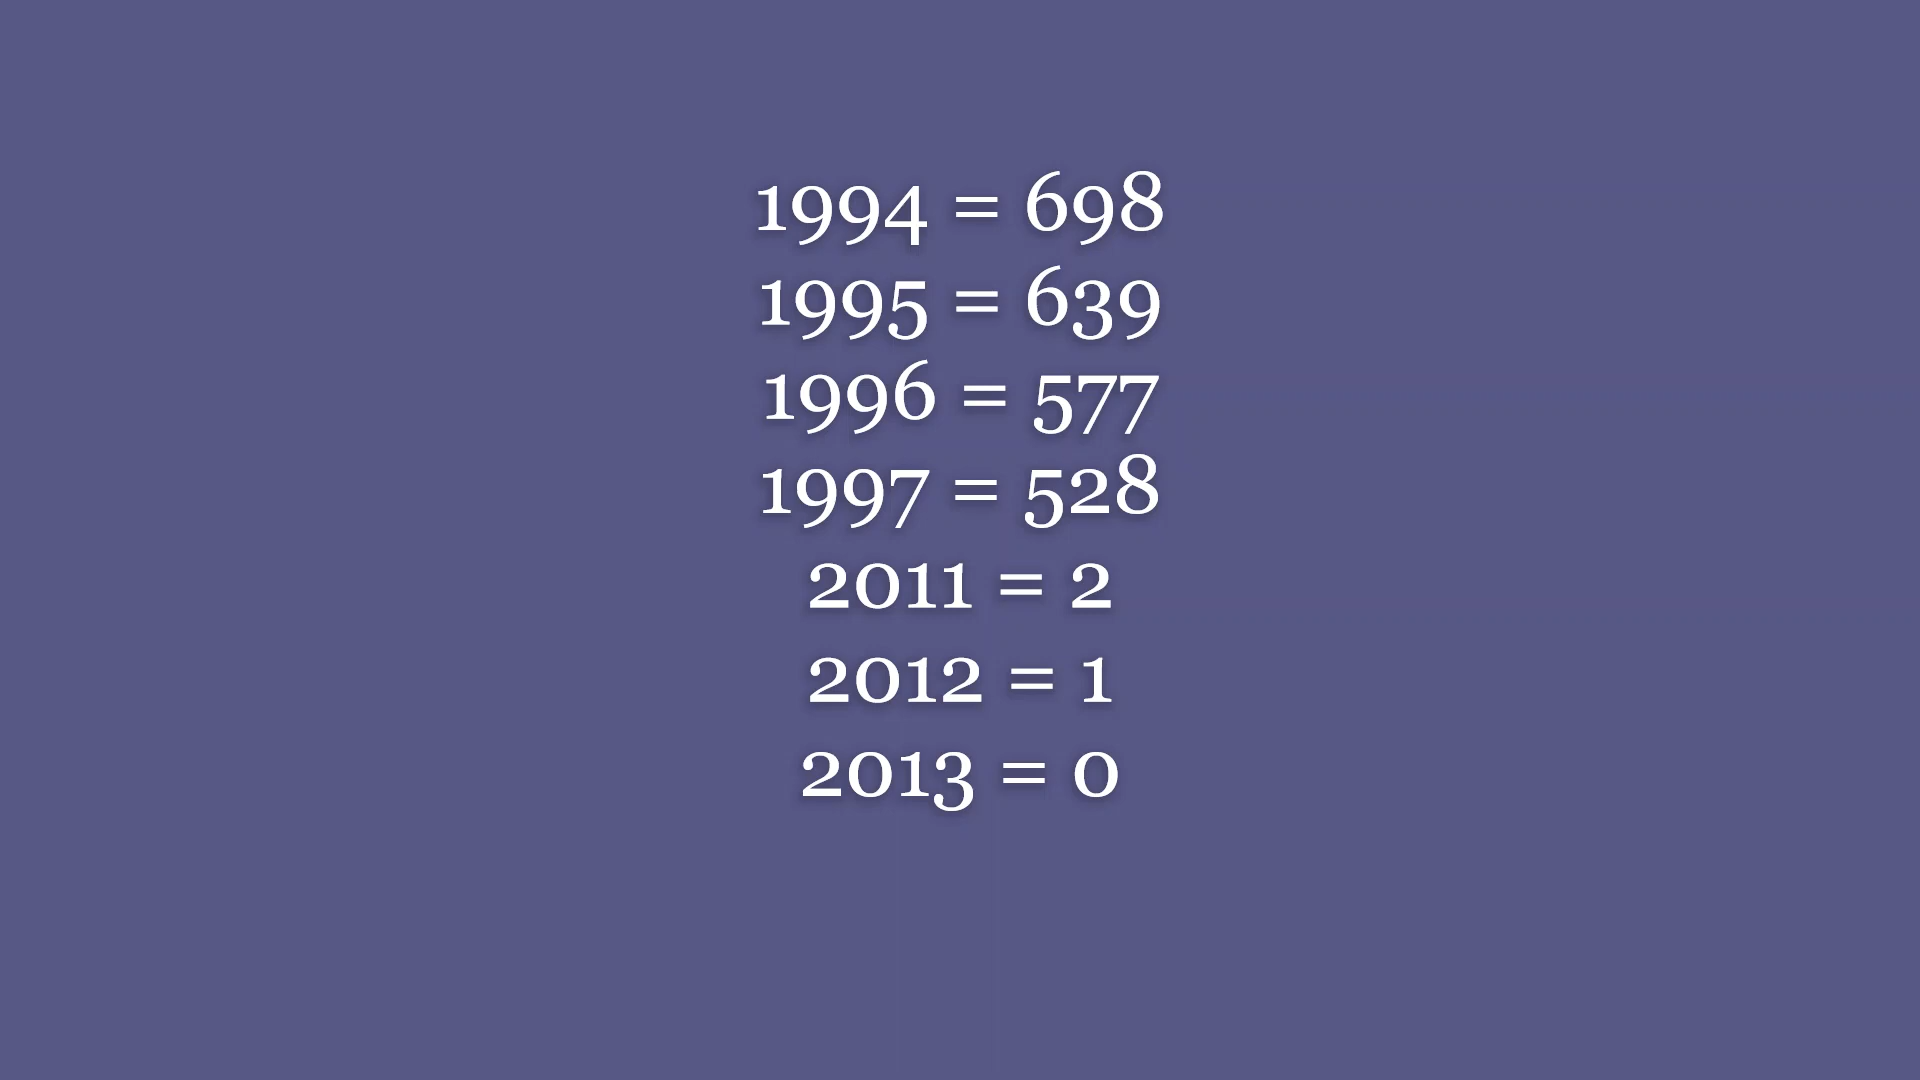 1994 = 698
1995 = 639
1996 = 577
1997 = 528
2011 = 2
2012 = 1
2013 = 0